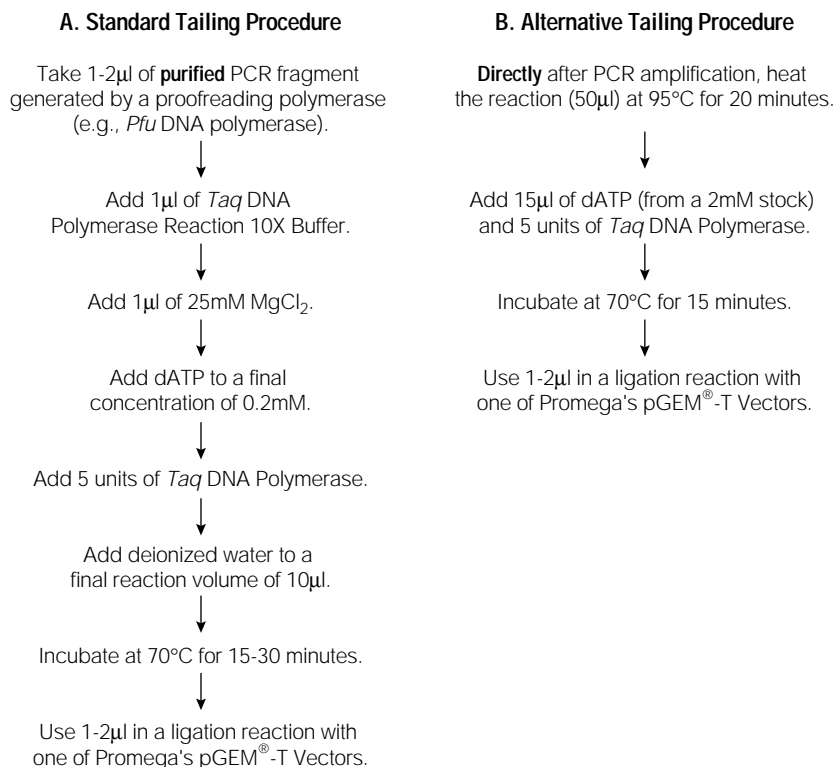 A. Standard Tailing Procedure
Take 1-2μl of purified PCR fragment
generated by a proofreading polymerase
(e.g., Pfu DNA polymerase).
Add 1μl of Taq DNA
Polymerase Reaction 10X Buffer.
Add 1μl of 25mM MgCl₂.
Add dATP to a final
concentration of 0.2mM.
Add 5 units of Taq DNA Polymerase.
Add deionized water to a
final reaction volume of 10μl.
Incubate at 70°C for 15-30 minutes.
Use 1-2μl in a ligation reaction with
one of Promega's pGEM®-T Vectors.
B. Alternative Tailing Procedure
Directly after PCR amplification, heat
the reaction (50μl) at 95°C for 20 minutes.
Add 15μl of dATP (from a 2mM stock)
and 5 units of Taq DNA Polymerase.
Incubate at 70°C for 15 minutes.
Use 1-2μl in a ligation reaction with
one of Promega's pGEM®-T Vectors.